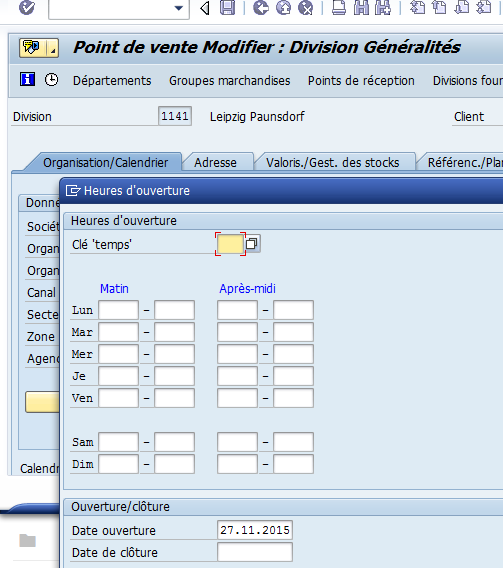 Point de vente Modifier : Division Généralités
Départements Groupes marchandises Points de réception Divisions four
Division 1141 Leipzig Paunsdorf Client
Organisation/Calendrier Adresse Valoris./Gest. des stocks Référenc./Pla
Heures d'ouverture
Donne
Sociét
Organ
Organ
Canal
Secte
Zone
Agenc
Calendr
Heures d'ouverture
Clé 'temps'
Matin Après-midi
Lun - -
Mar - -
Mer - -
Je - -
Ven - -
Sam - -
Dim - -
Ouverture/clôture
Date ouverture 27.11.2015
Date de clôture